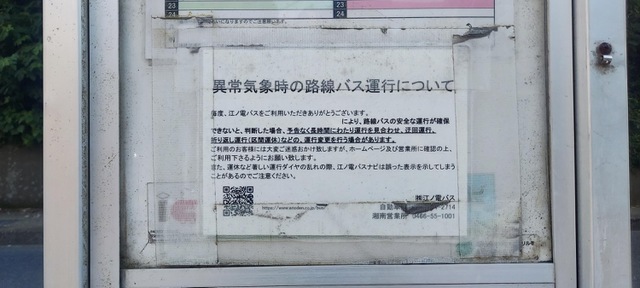 23 23
24 24
異常気象時の路線バス運行について
毎度、江ノ電バスをご利用いただきありがとうございます。
により、路線バスの安全な運行が確保
できないと、判断した場合、予告なく長時間にわたり運行を見合わせ、迂回運行、
折り返し運行（区間運休）などの、運行変更を行う場合があります。
ご利用のお客様には大変ご迷惑お掛け致しますが、ホームページ及び営業所に確認の上、
ご利用下さるようにお願い致します。
また、運休など著しい運行ダイヤの乱れの際、江ノ電バスナビは誤った表示を示してしまう
ことがあるのでご注意ください。
㈱江ノ電バス
自動車 2714
湘南営業所 0466-55-1001